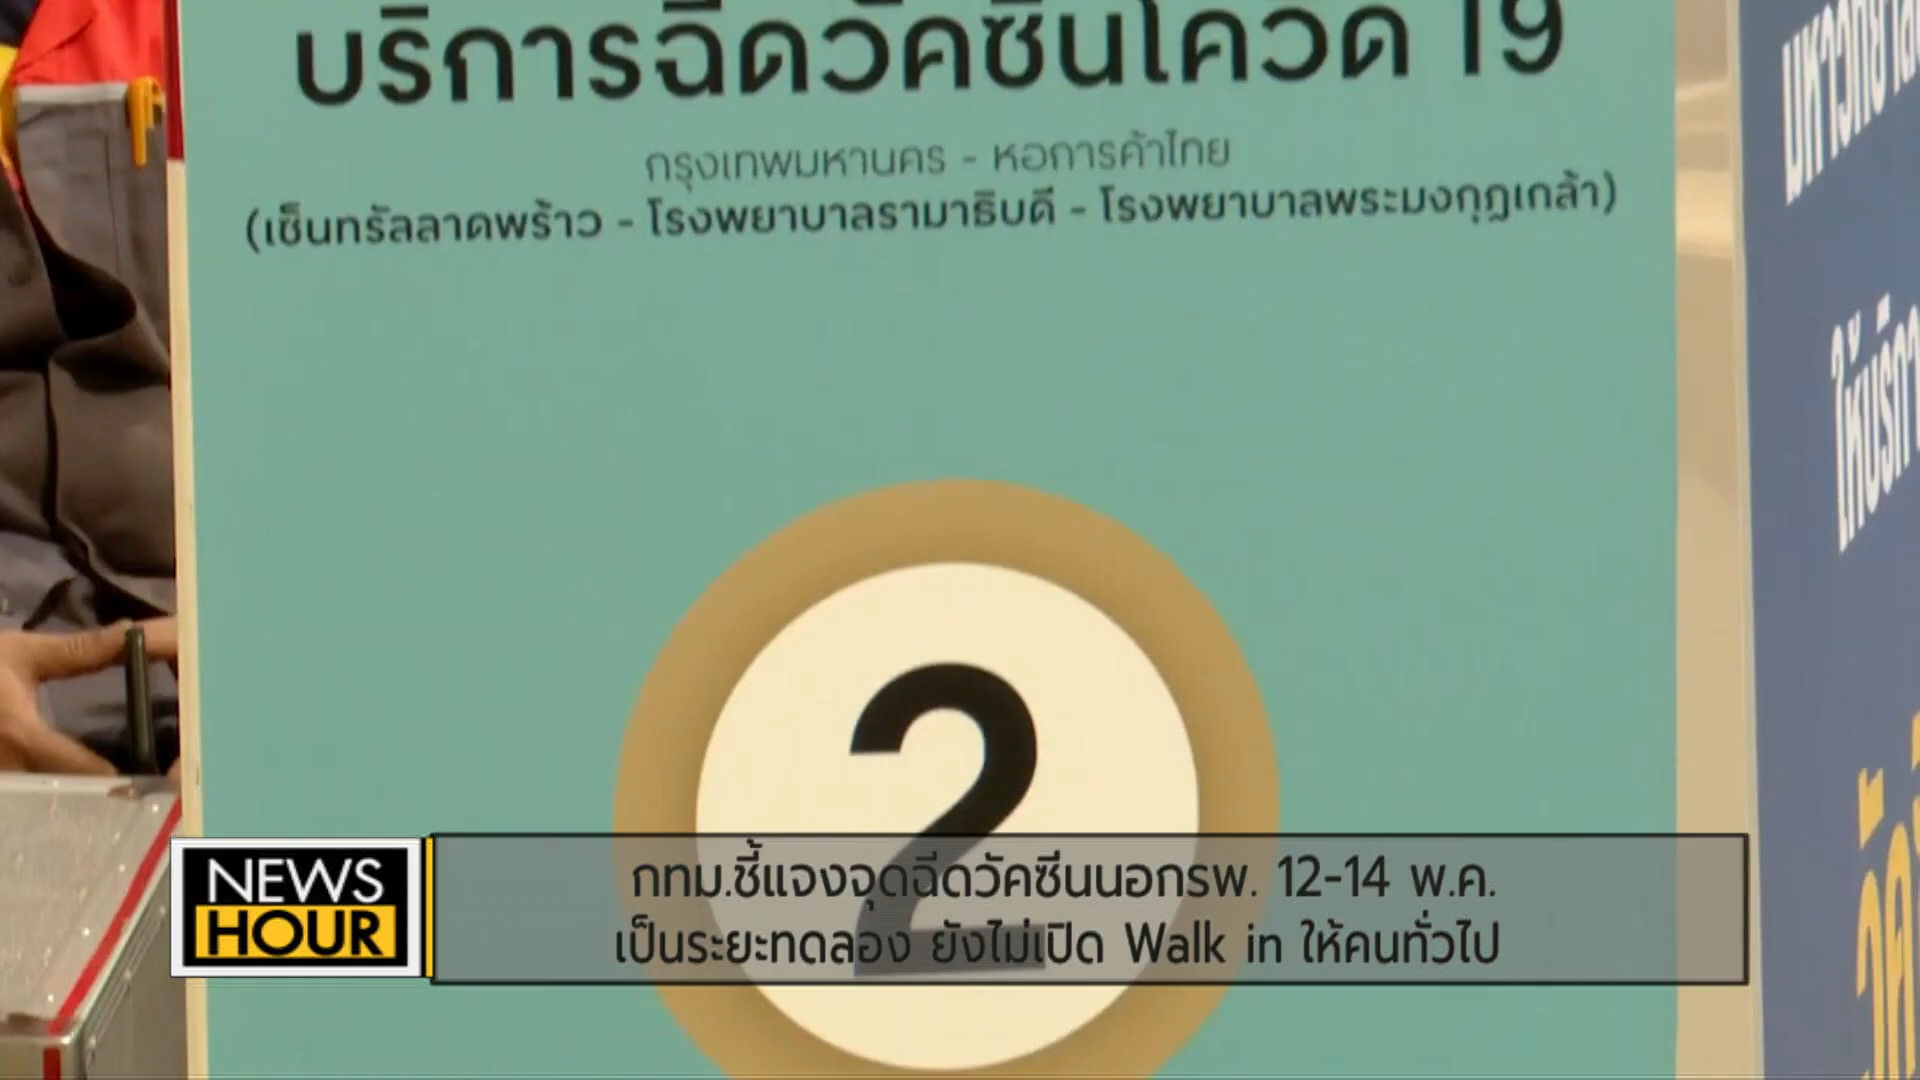 บริการฉีดวัคซีนโควิด 19
กรุงเทพมหานคร - หอการค้าไทย
(เซ็นทรัลลาดพร้าว - โรงพยาบาลรามาธิบดี - โรงพยาบาลพระมงกุฎเกล้า)
2
ให้บริกา
NEWS
HOUR
กทม.ชี้แจงจุดฉีดวัคซีนนอกรพ. 12-14 พ.ค.
เป็นระยะทดลอง ยังไม่เปิด Walk in ให้คนทั่วไป